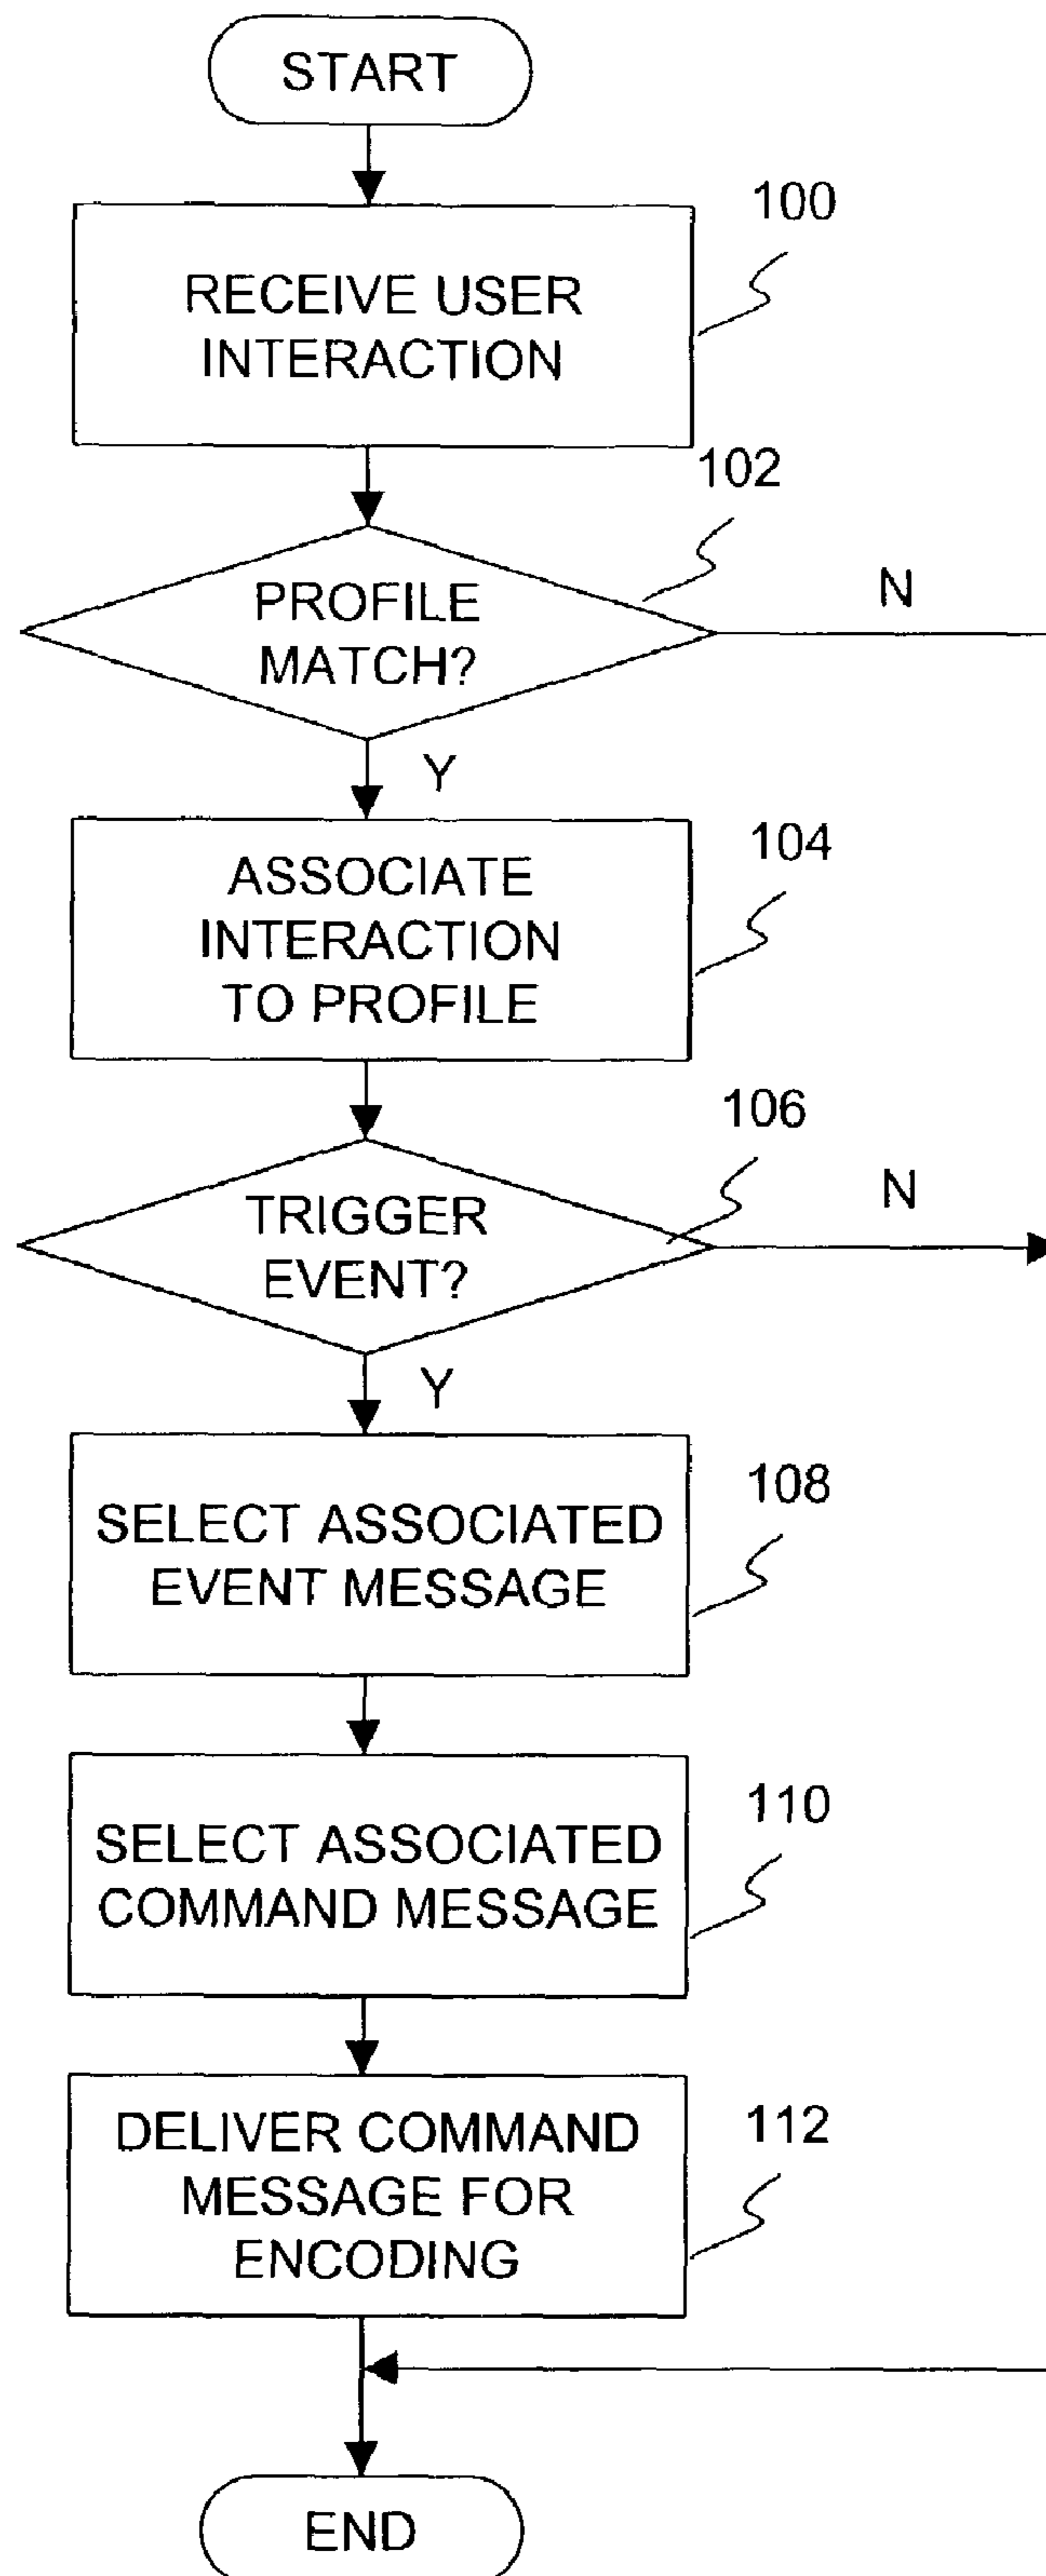 START
100
RECEIVE USER
INTERACTION
102
PROFILE
MATCH?
N
Y
104
ASSOCIATE
INTERACTION
TO PROFILE
106
TRIGGER
EVENT?
N
Y
108
SELECT ASSOCIATED
EVENT MESSAGE
110
SELECT ASSOCIATED
COMMAND MESSAGE
112
DELIVER COMMAND
MESSAGE FOR
ENCODING
END